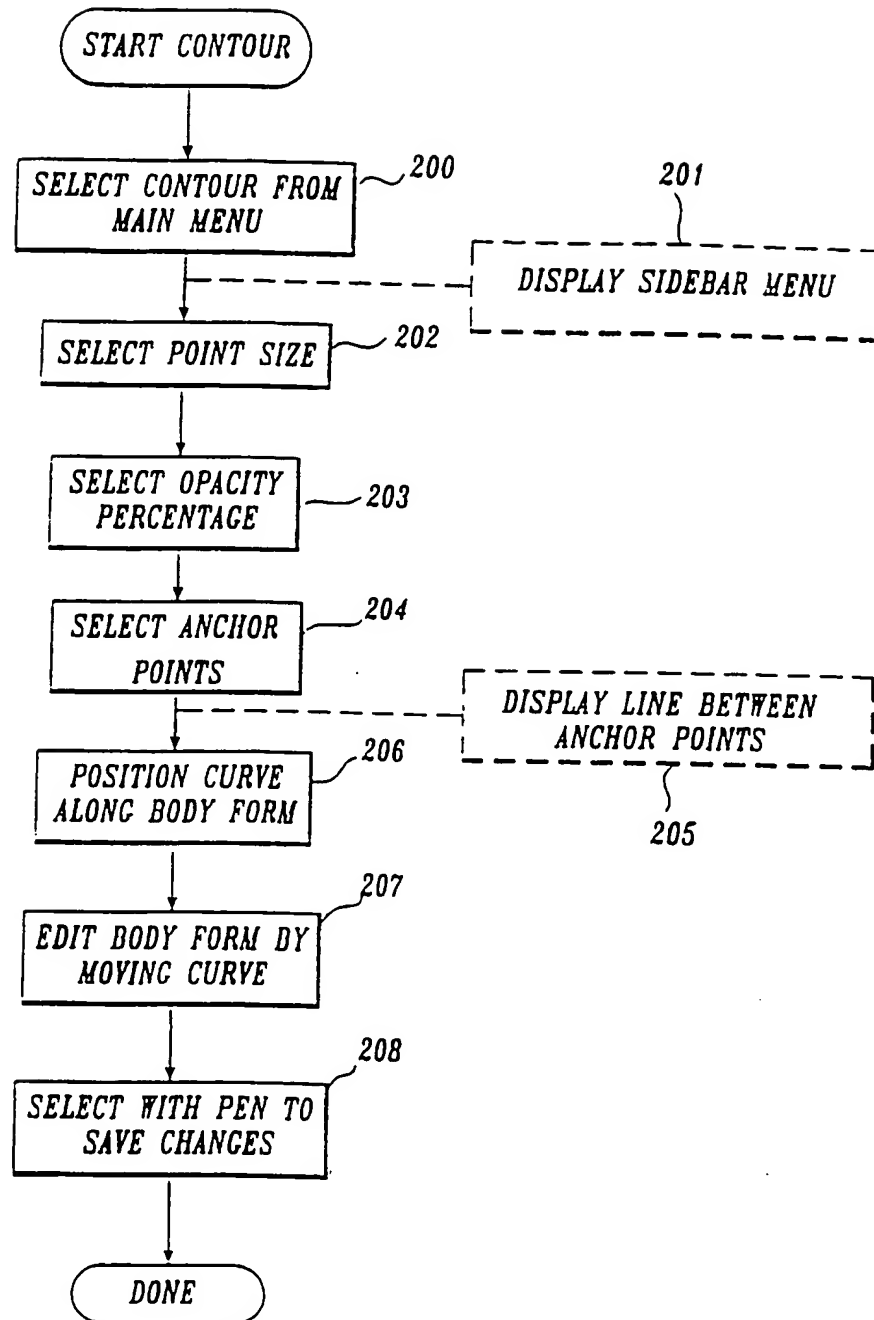 START CONTOUR
200
SELECT CONTOUR FROM
MAIN MENU
201
DISPLAY SIDEBAR MENU
202
SELECT POINT SIZE
SELECT OPACITY
PERCENTAGE
203
204
SELECT ANCHOR
POINTS
DISPLAY LINE BETWEEN
ANCHOR POINTS
205
206
POSITION CURVE
ALONG BODY FORM
207
EDIT BODY FORM BY
MOVING CURVE
208
SELECT WITH PEN TO
SAVE CHANGES
DONE